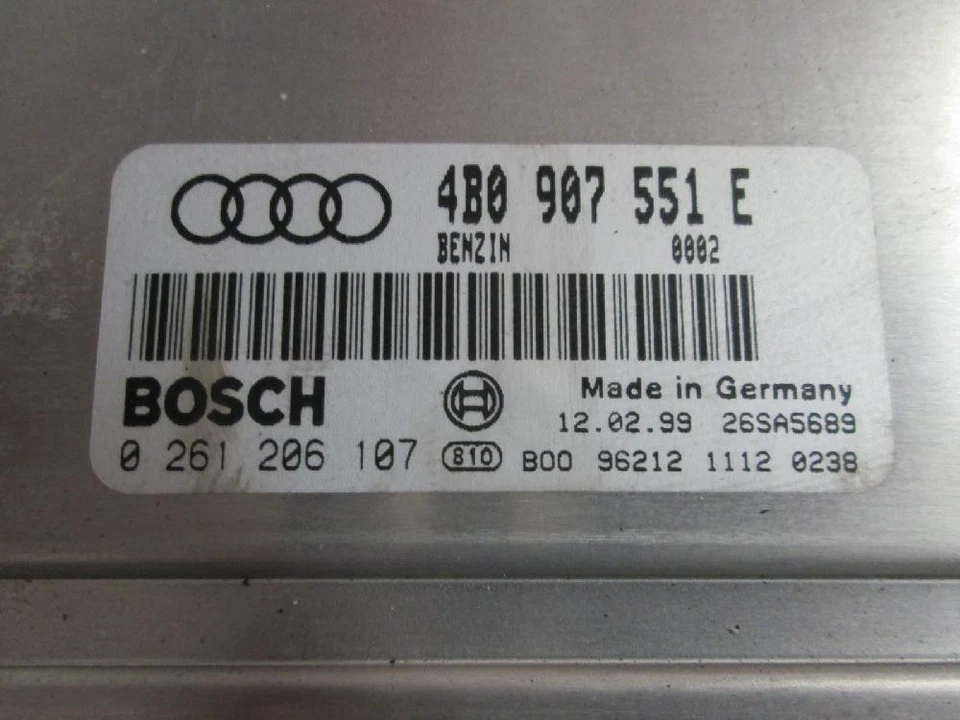 4B0 907 551 E
BENZIN 0002
BOSCH Made in Germany
12.02.99 26SA5689
0 261 206 107 810 B00 96212 1112 0238